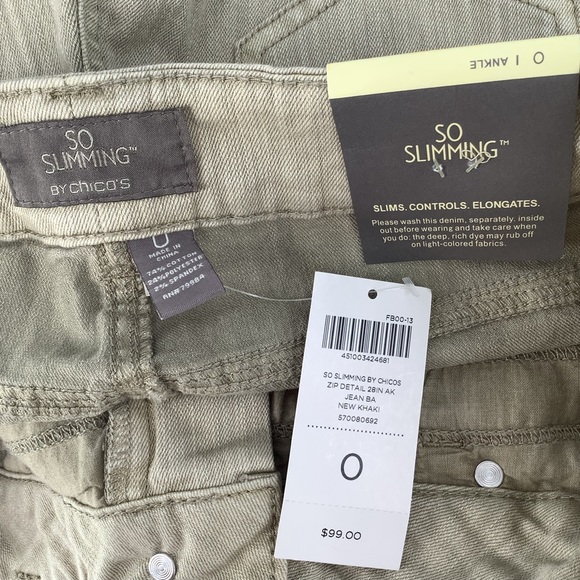 SO
SLIMMING™
BY chico's
0
MADE IN
CHINA
74% COTTON
24% POLYESTER
2% SPANDEX
RN# 79984
0 | ANKLE
SO
SLIMMING™
SLIMS. CONTROLS. ELONGATES.
Please wash this denim, separately, inside
out before wearing and take care when
you do: the deep, rich dye may rub off
on light-colored fabrics.
FB00-13
451003424681
SO SLIMMING BY CHICOS
ZIP DETAIL 28IN AK
JEAN BA
NEW KHAKI
570080692
0
$99.00